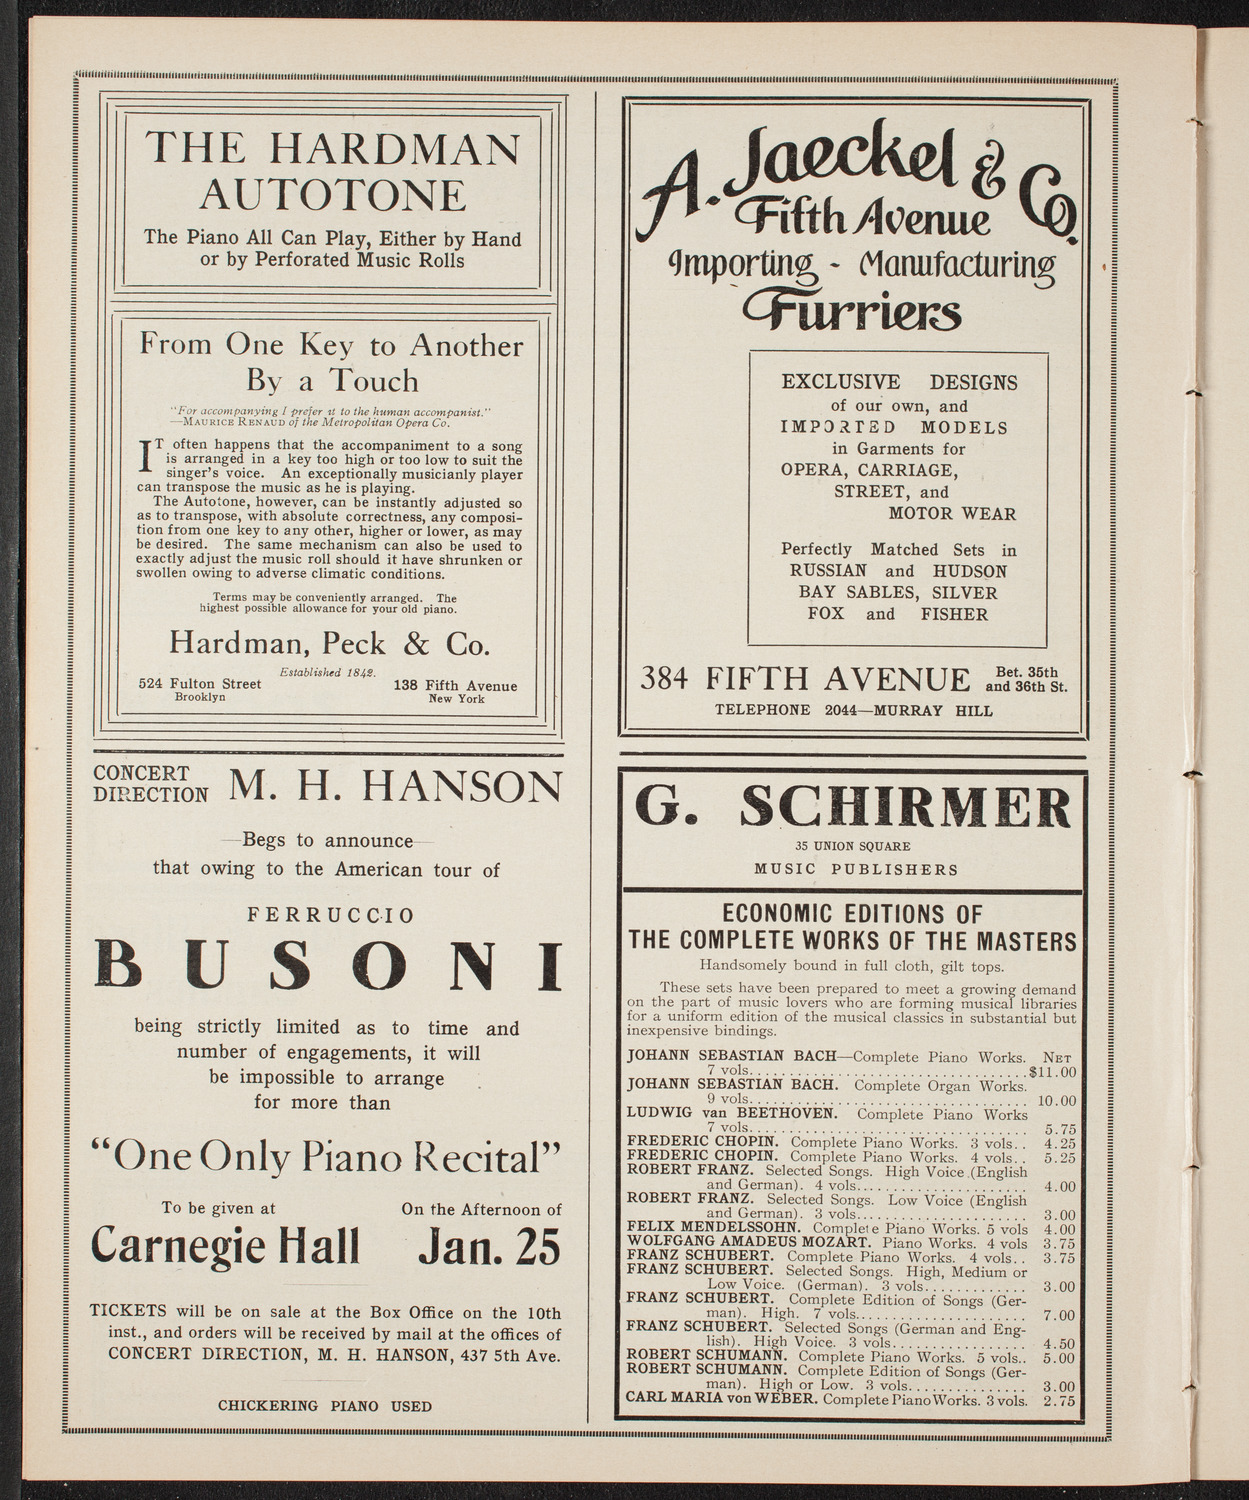 THE HARDMAN
AUTOTONE
The Piano All Can Play, Either by Hand
or by Perforated Music Rolls
From One Key to Another
By a Touch
"For accompanying I prefer it to the human accompanist."
—MAURICE RENAUD of the Metropolitan Opera Co.
IT often happens that the accompaniment to a song
is arranged in a key too high or too low to suit the
singer's voice. An exceptionally musicianly player
can transpose the music as he is playing.
The Autotone, however, can be instantly adjusted so
as to transpose, with absolute correctness, any composi-
tion from one key to any other, higher or lower, as may
be desired. The same mechanism can also be used to
exactly adjust the music roll should it have shrunken or
swollen owing to adverse climatic conditions.
Terms may be conveniently arranged. The
highest possible allowance for your old piano.
Hardman, Peck & Co.
Established 1842.
524 Fulton Street
Brooklyn
138 Fifth Avenue
New York
CONCERT
DIRECTION
M. H. HANSON
—Begs to announce—
that owing to the American tour of
FERRUCCIO
BUSONI
being strictly limited as to time and
number of engagements, it will
be impossible to arrange
for more than
"One Only Piano Recital"
To be given at
On the Afternoon of
Carnegie Hall
Jan. 25
TICKETS will be on sale at the Box Office on the 10th
inst., and orders will be received by mail at the offices of
CONCERT DIRECTION, M. H. HANSON, 437 5th Ave.
CHICKERING PIANO USED
A. Jaeckel & Co.
Fifth Avenue
Importing - Manufacturing
Furriers
EXCLUSIVE DESIGNS
of our own, and
IMPORTED MODELS
in Garments for
OPERA, CARRIAGE,
STREET, and
MOTOR WEAR
Perfectly Matched Sets in
RUSSIAN and HUDSON
BAY SABLES, SILVER
FOX and FISHER
384 FIFTH AVENUE
Bet. 35th
and 36th St.
TELEPHONE 2044—MURRAY HILL
G. SCHIRMER
35 UNION SQUARE
MUSIC PUBLISHERS
ECONOMIC EDITIONS OF
THE COMPLETE WORKS OF THE MASTERS
Handsomely bound in full cloth, gilt tops.
These sets have been prepared to meet a growing demand
on the part of music lovers who are forming musical libraries
for a uniform edition of the musical classics in substantial but
inexpensive bindings.
JOHANN SEBASTIAN BACH—Complete Piano Works. NET
7 vols.................................$11.00
JOHANN SEBASTIAN BACH. Complete Organ Works.
9 vols................................. 10.00
LUDWIG van BEETHOVEN. Complete Piano Works
7 vols................................. 5.75
FREDERIC CHOPIN. Complete Piano Works. 3 vols.. 4.25
FREDERIC CHOPIN. Complete Piano Works. 4 vols.. 5.25
ROBERT FRANZ. Selected Songs. High Voice (English
and German). 4 vols.................... 4.00
ROBERT FRANZ. Selected Songs. Low Voice (English
and German). 3 vols.................... 3.00
FELIX MENDELSSOHN. Complete Piano Works. 5 vols 4.00
WOLFGANG AMADEUS MOZART. Piano Works. 4 vols 3.75
FRANZ SCHUBERT. Complete Piano Works. 4 vols.. 3.75
FRANZ SCHUBERT. Selected Songs. High, Medium or
Low Voice. (German). 3 vols............ 3.00
FRANZ SCHUBERT. Complete Edition of Songs (Ger-
man). High. 7 vols..................... 7.00
FRANZ SCHUBERT. Selected Songs (German and Eng-
lish). High Voice. 3 vols................ 4.50
ROBERT SCHUMANN. Complete Piano Works. 5 vols.. 5.00
ROBERT SCHUMANN. Complete Edition of Songs (Ger-
man). High or Low. 3 vols.............. 3.00
CARL MARIA von WEBER. Complete Piano Works. 3 vols. 2.75